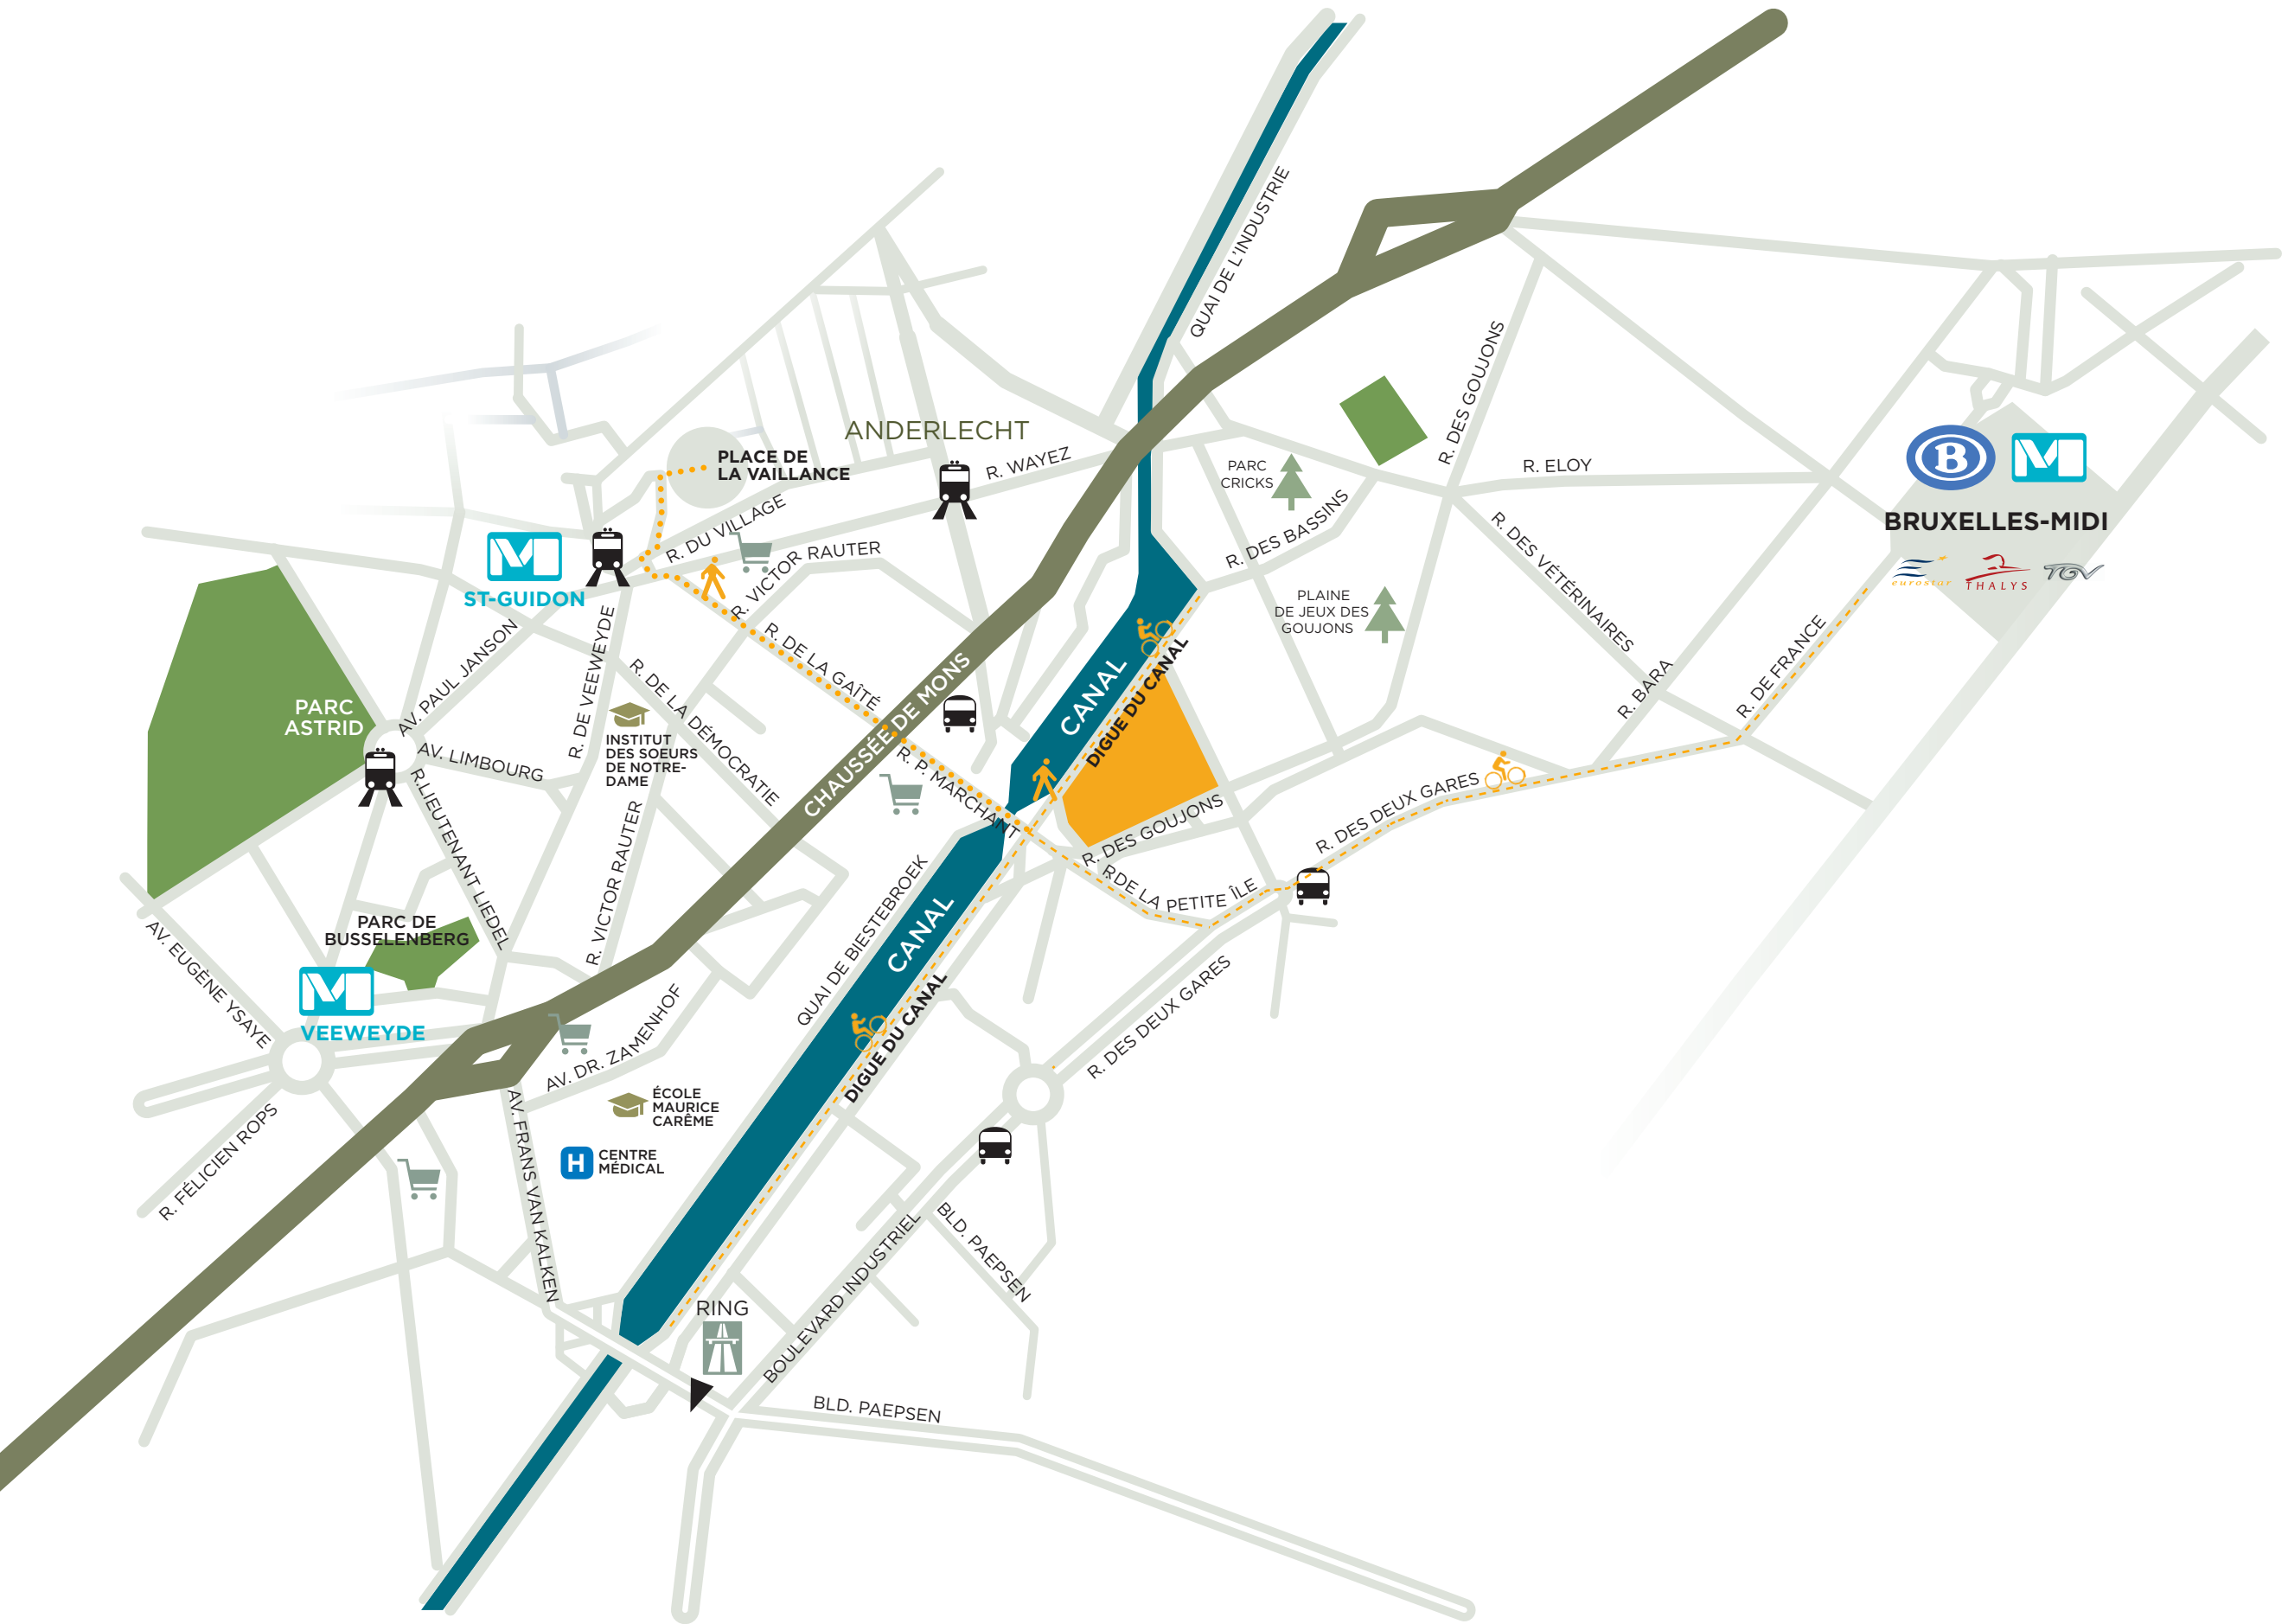 QUAI DE L'INDUSTRIE
R. DES GOUJONS
ANDERLECHT
PLACE DE
LA VAILLANCE
R. WAYEZ
PARC
CRICKS
R. ELOY
B
M
BRUXELLES-MIDI
eurostar
THALYS
TGV
R. DU VILLAGE
R. VICTOR RAUTER
R. DES BASSINS
R. DES VÉTÉRINAIRES
M
ST-GUIDON
PLAINE
DE JEUX DES
GOUJONS
AV. PAUL JANSON
R. DE VEEWEYDE
R. DE LA GAÎTÉ
R. DE LA DÉMOCRATIE
CANAL
DIGUE DU CANAL
R. BARA
R. DE FRANCE
PARC
ASTRID
AV. LIMBOURG
INSTITUT
DES SOEURS
DE NOTRE-
DAME
CHAUSSÉE DE MONS
R. P. MARCHANT
R.LIEUTENANT LIEDEL
R. VICTOR RAUTER
R. DES GOUJONS
R. DES DEUX GARES
R.DE LA PETITE ÎLE
QUAI DE BIESTEBROEK
CANAL
DIGUE DU CANAL
PARC DE
BUSSELENBERG
AV. EUGÈNE YSAYE
M
VEEWEYDE
R. DES DEUX GARES
AV. DR. ZAMENHOF
R. FÉLICIEN ROPS
AV. FRANS VAN KALKEN
ÉCOLE
MAURICE
CARÊME
H
CENTRE
MÉDICAL
BLD. PAEPSEN
BOULEVARD INDUSTRIEL
RING
BLD. PAEPSEN